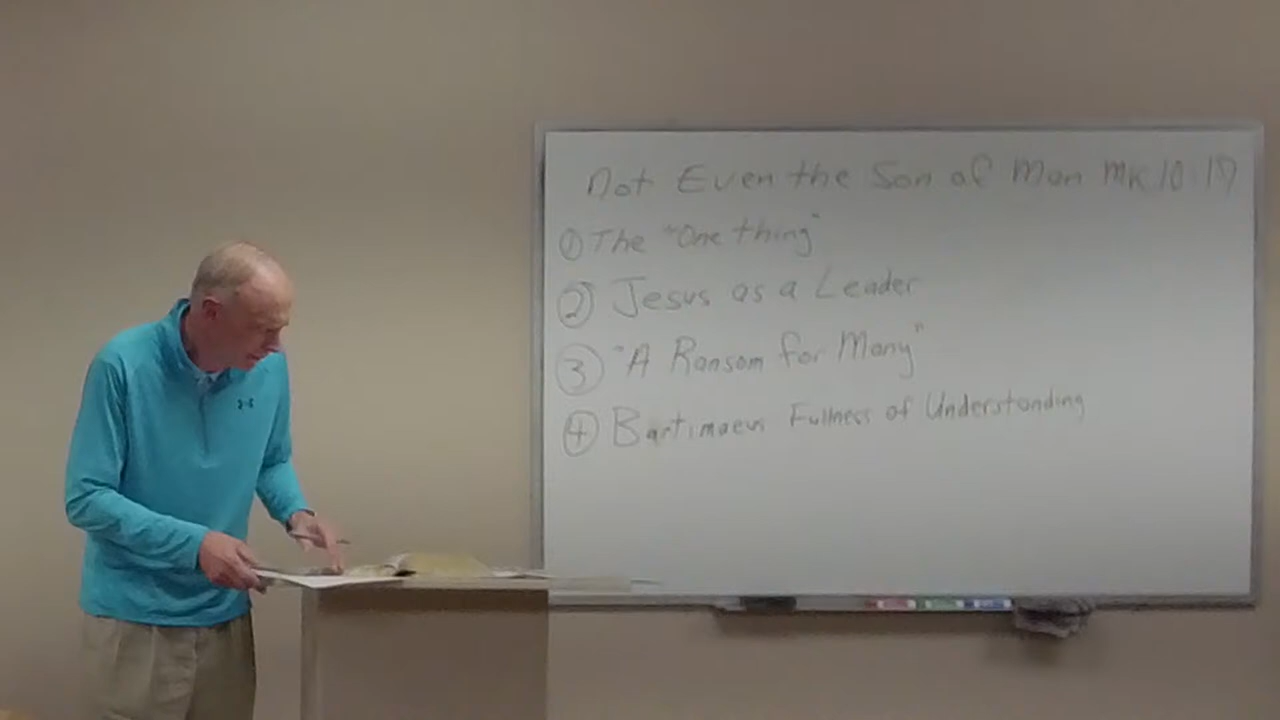 Not Even the Son of Man Mk 10:17
① The "One thing"
② Jesus as a Leader
③ "A Ransom for Many"
④ Bartimaeus Fullness of Understanding